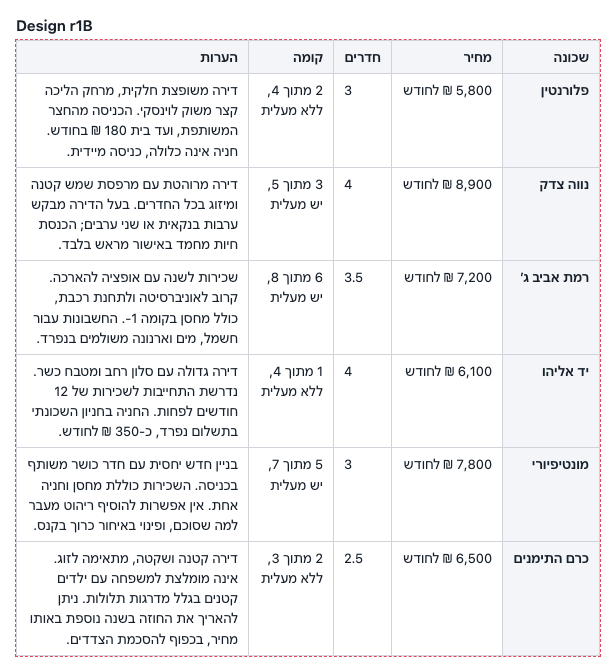 Design r1B
שכונה מחיר חדרים קומה הערות
פלורנטין 5,800 ₪ לחודש 3 2 מתוך 4, דירה משופצת חלקית, מרחק הליכה
ללא מעלית קצר משוק לוינסקי. הכניסה מהחצר
המשותפת, ועד בית 180 ₪ בחודש.
חניה אינה כלולה, כניסה מיידית.
נווה צדק 8,900 ₪ לחודש 4 3 מתוך 5, דירה מרוהטת עם מרפסת שמש קטנה
יש מעלית ומיזוג בכל החדרים. בעל הדירה מבקש
ערבות בנקאית או שני ערבים; הכנסת
חיות מחמד באישור מראש בלבד.
רמת אביב ג׳ 7,200 ₪ לחודש 3.5 6 מתוך 8, שכירות לשנה עם אופציה להארכה.
יש מעלית קרוב לאוניברסיטה ולתחנת רכבת,
כולל מחסן בקומה 1-. החשבונות עבור
חשמל, מים וארנונה משולמים בנפרד.
יד אליהו 6,100 ₪ לחודש 4 1 מתוך 4, דירה גדולה עם סלון רחב ומטבח כשר.
ללא מעלית נדרשת התחייבות לשכירות של 12
חודשים לפחות. החניה בחניון השכונתי
בתשלום נפרד, כ-350 ₪ לחודש.
מונטיפיורי 7,800 ₪ לחודש 3 5 מתוך 7, בניין חדש יחסית עם חדר כושר משותף
יש מעלית בכניסה. השכירות כוללת מחסן וחניה
אחת. אין אפשרות להוסיף ריהוט מעבר
למה שסוכם, ופינוי באיחור כרוך בקנס.
כרם התימנים 6,500 ₪ לחודש 2.5 2 מתוך 3, דירה קטנה ושקטה, מתאימה לזוג.
ללא מעלית אינה מומלצת למשפחה עם ילדים
קטנים בגלל מדרגות תלולות. ניתן
להאריך את החוזה בשנה נוספת באותו
מחיר, בכפוף להסכמת הצדדים.